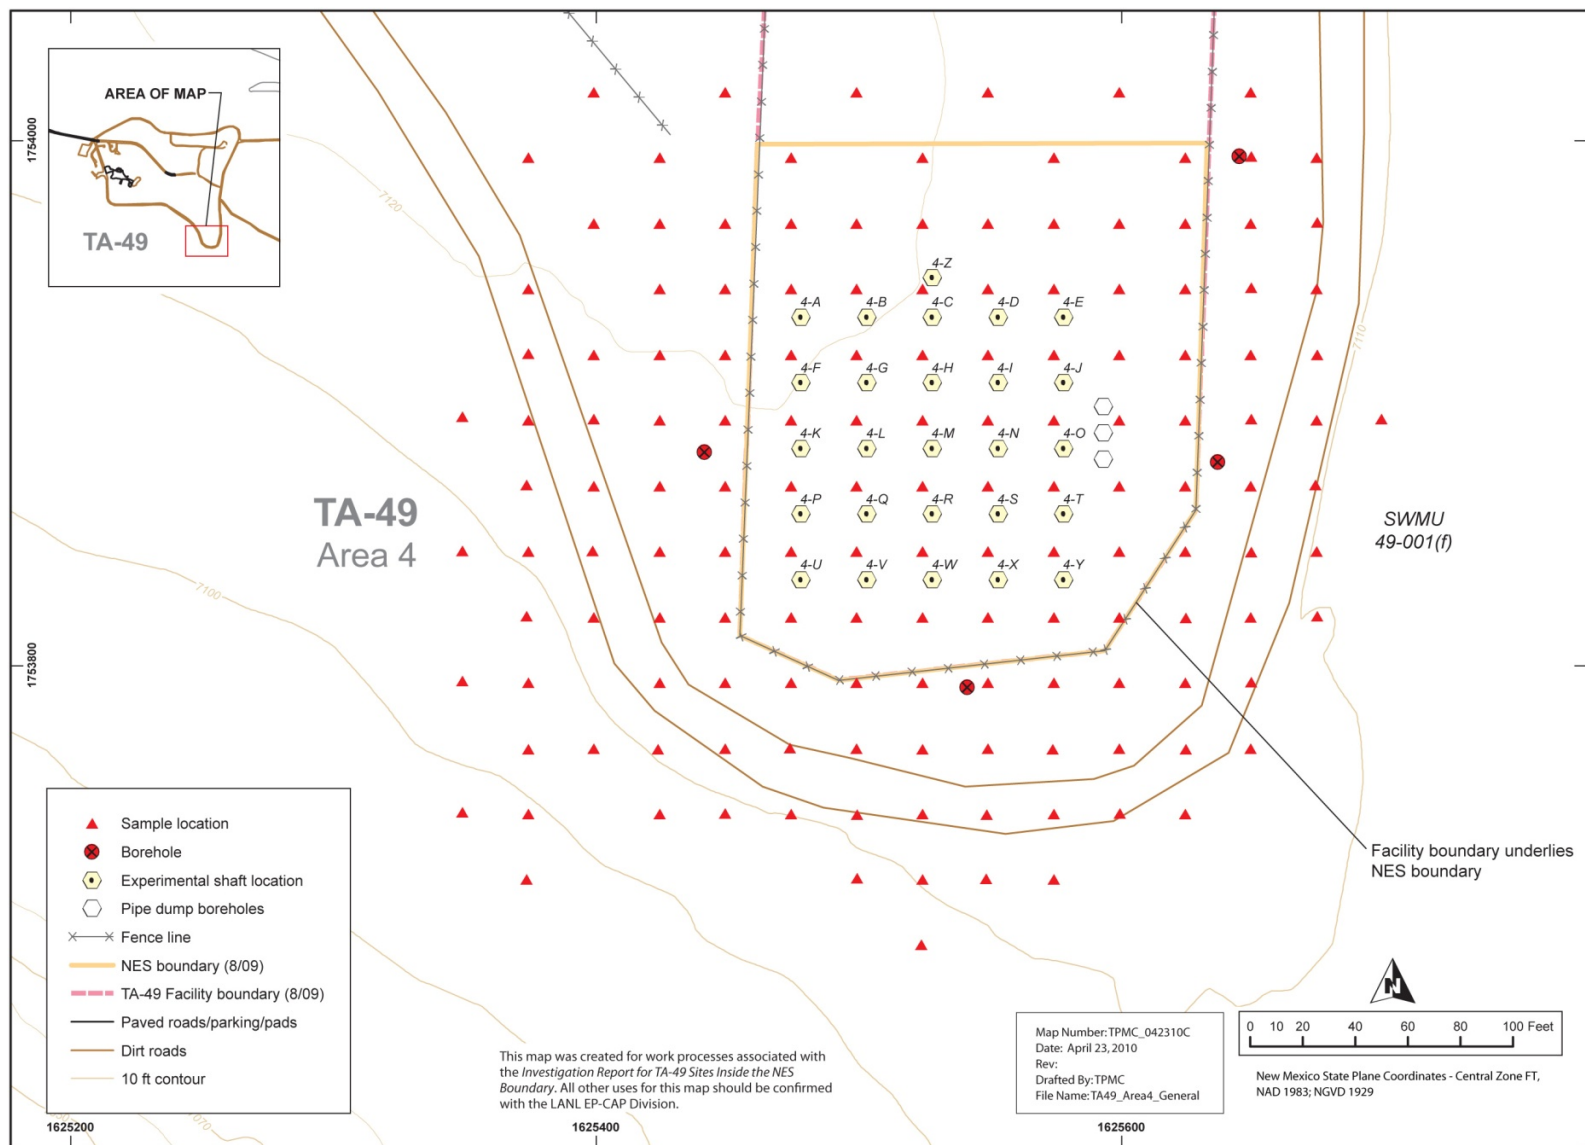 AREA OF MAP
TA-49
1754000
7120
4-Z
4-A 4-B 4-C 4-D 4-E
4-F 4-G 4-H 4-I 4-J
7110
4-K 4-L 4-M 4-N 4-O
TA-49
Area 4
4-P 4-Q 4-R 4-S 4-T
SWMU
49-001(f)
4-U 4-V 4-W 4-X 4-Y
7100
1753800
Sample location
Borehole
Experimental shaft location
Pipe dump boreholes
Fence line
NES boundary (8/09)
TA-49 Facility boundary (8/09)
Paved roads/parking/pads
Dirt roads
10 ft contour
Facility boundary underlies
NES boundary
This map was created for work processes associated with
the Investigation Report for TA-49 Sites Inside the NES
Boundary. All other uses for this map should be confirmed
with the LANL EP-CAP Division.
Map Number: TPMC_042310C
Date: April 23, 2010
Rev:
Drafted By: TPMC
File Name: TA49_Area4_General
N
0 10 20 40 60 80 100 Feet
New Mexico State Plane Coordinates - Central Zone FT,
NAD 1983; NGVD 1929
7070
1625200 1625400 1625600